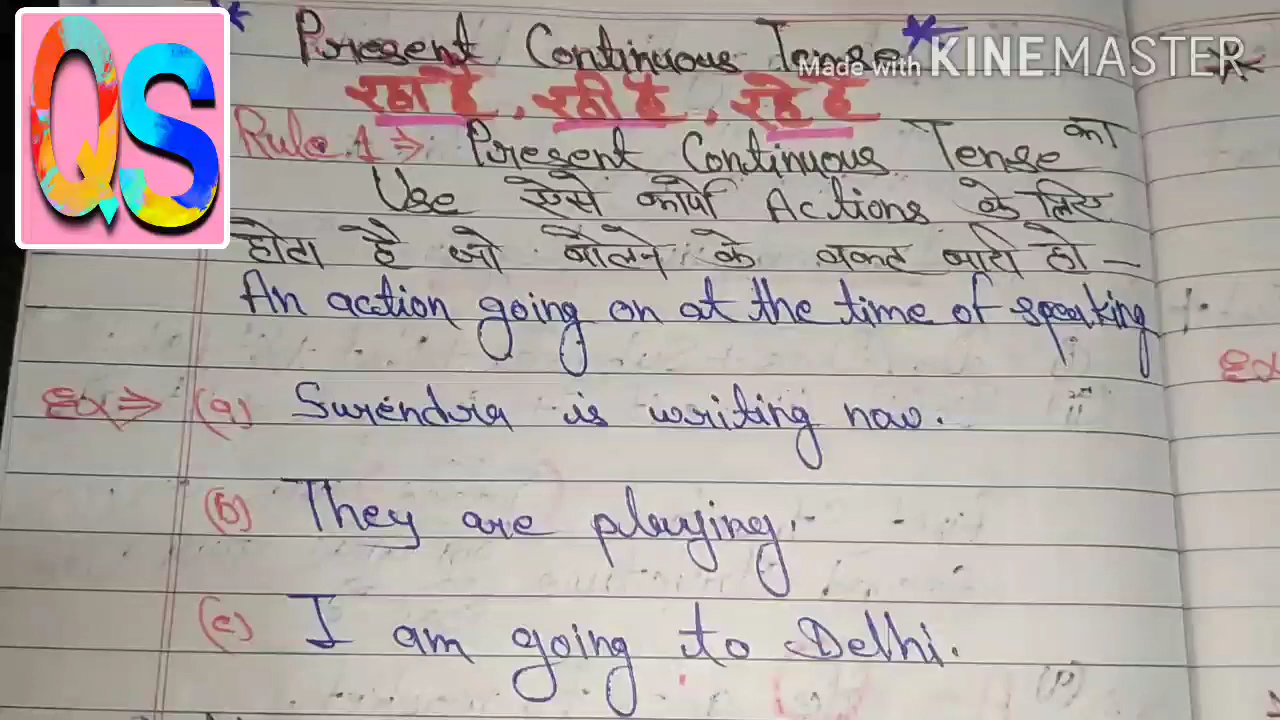 QS
* Present Continuous Tense *
Made with KINEMASTER
रहा है, रही है, रहे हैं
Rule 1 ⇒ Present Continuous Tense का
Use ऐसे कार्यो Actions के लिए
होता है जो बोलने के वक्त जारी हो —
An action going on at the time of speaking.
Ex ⇒ (a) Surendra is writing now.
(b) They are playing.
(c) I am going to Delhi.
Ex